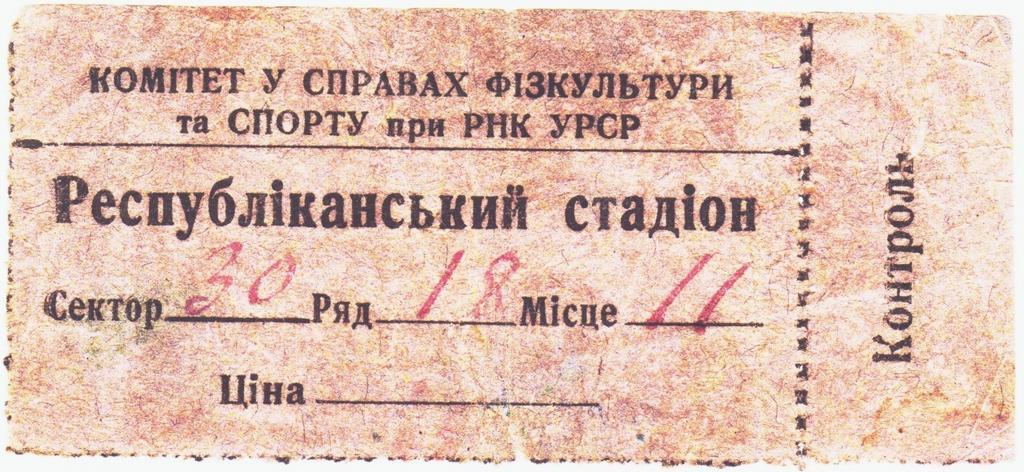 КОМІТЕТ У СПРАВАХ ФІЗКУЛЬТУРИ
та СПОРТУ при РНК УРСР
Республіканський стадіон
Сектор 30 Ряд 18 Місце 11
Ціна
Контроль